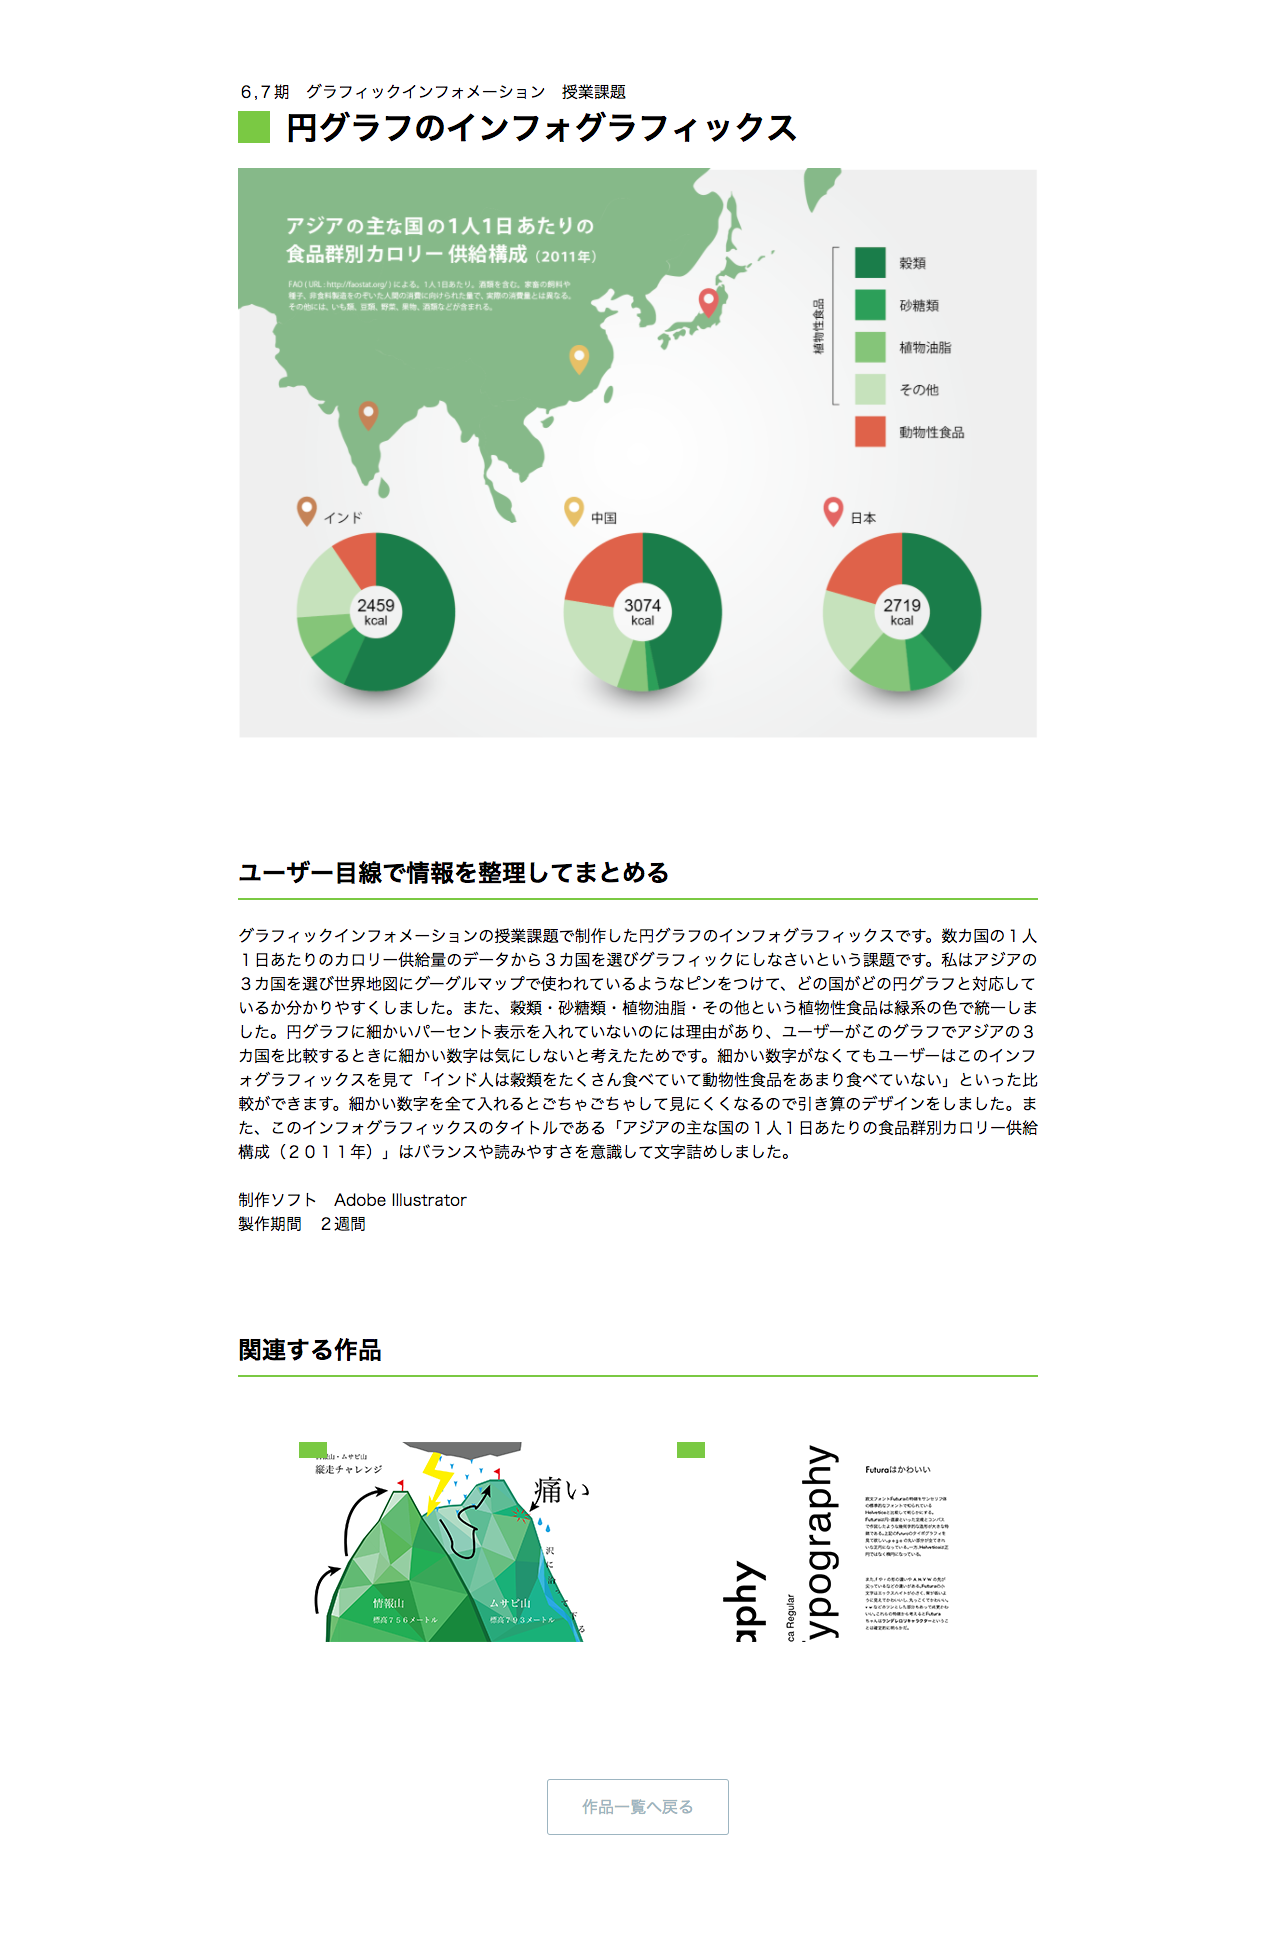 ６,７期　グラフィックインフォメーション　授業課題
円グラフのインフォグラフィックス
アジアの主な国の1人1日あたりの
食品群別カロリー供給構成（2011年）
FAO ( URL : http://faostat.org/ ) による。1人1日あたり。酒類を含む。家畜の飼料や
種子、非食料製造をのぞいた人間の消費に向けられた量で、実際の消費量とは異なる。
その他には、いも類、豆類、野菜、果物、酒類などが含まれる。
植物性食品
穀類
砂糖類
植物油脂
その他
動物性食品
インド
2459
kcal
中国
3074
kcal
日本
2719
kcal
ユーザー目線で情報を整理してまとめる
グラフィックインフォメーションの授業課題で制作した円グラフのインフォグラフィックスです。数カ国の１人
１日あたりのカロリー供給量のデータから３カ国を選びグラフィックにしなさいという課題です。私はアジアの
３カ国を選び世界地図にグーグルマップで使われているようなピンをつけて、どの国がどの円グラフと対応して
いるか分かりやすくしました。また、穀類・砂糖類・植物油脂・その他という植物性食品は緑系の色で統一しま
した。円グラフに細かいパーセント表示を入れていないのには理由があり、ユーザーがこのグラフでアジアの３
カ国を比較するときに細かい数字は気にしないと考えたためです。細かい数字がなくてもユーザーはこのインフ
ォグラフィックスを見て「インド人は穀類をたくさん食べていて動物性食品をあまり食べていない」といった比
較ができます。細かい数字を全て入れるとごちゃごちゃして見にくくなるので引き算のデザインをしました。ま
た、このインフォグラフィックスのタイトルである「アジアの主な国の１人１日あたりの食品群別カロリー供給
構成（２０１１年）」はバランスや読みやすさを意識して文字詰めしました。
制作ソフト　Adobe Illustrator
製作期間　２週間
関連する作品
山・ムサビ山
縦走チャレンジ
痛い
情報山
標高７５６メートル
ムサビ山
標高７９３メートル
沢に
aphy
ca Regular
ypography
Futuraはかわいい
作品一覧へ戻る